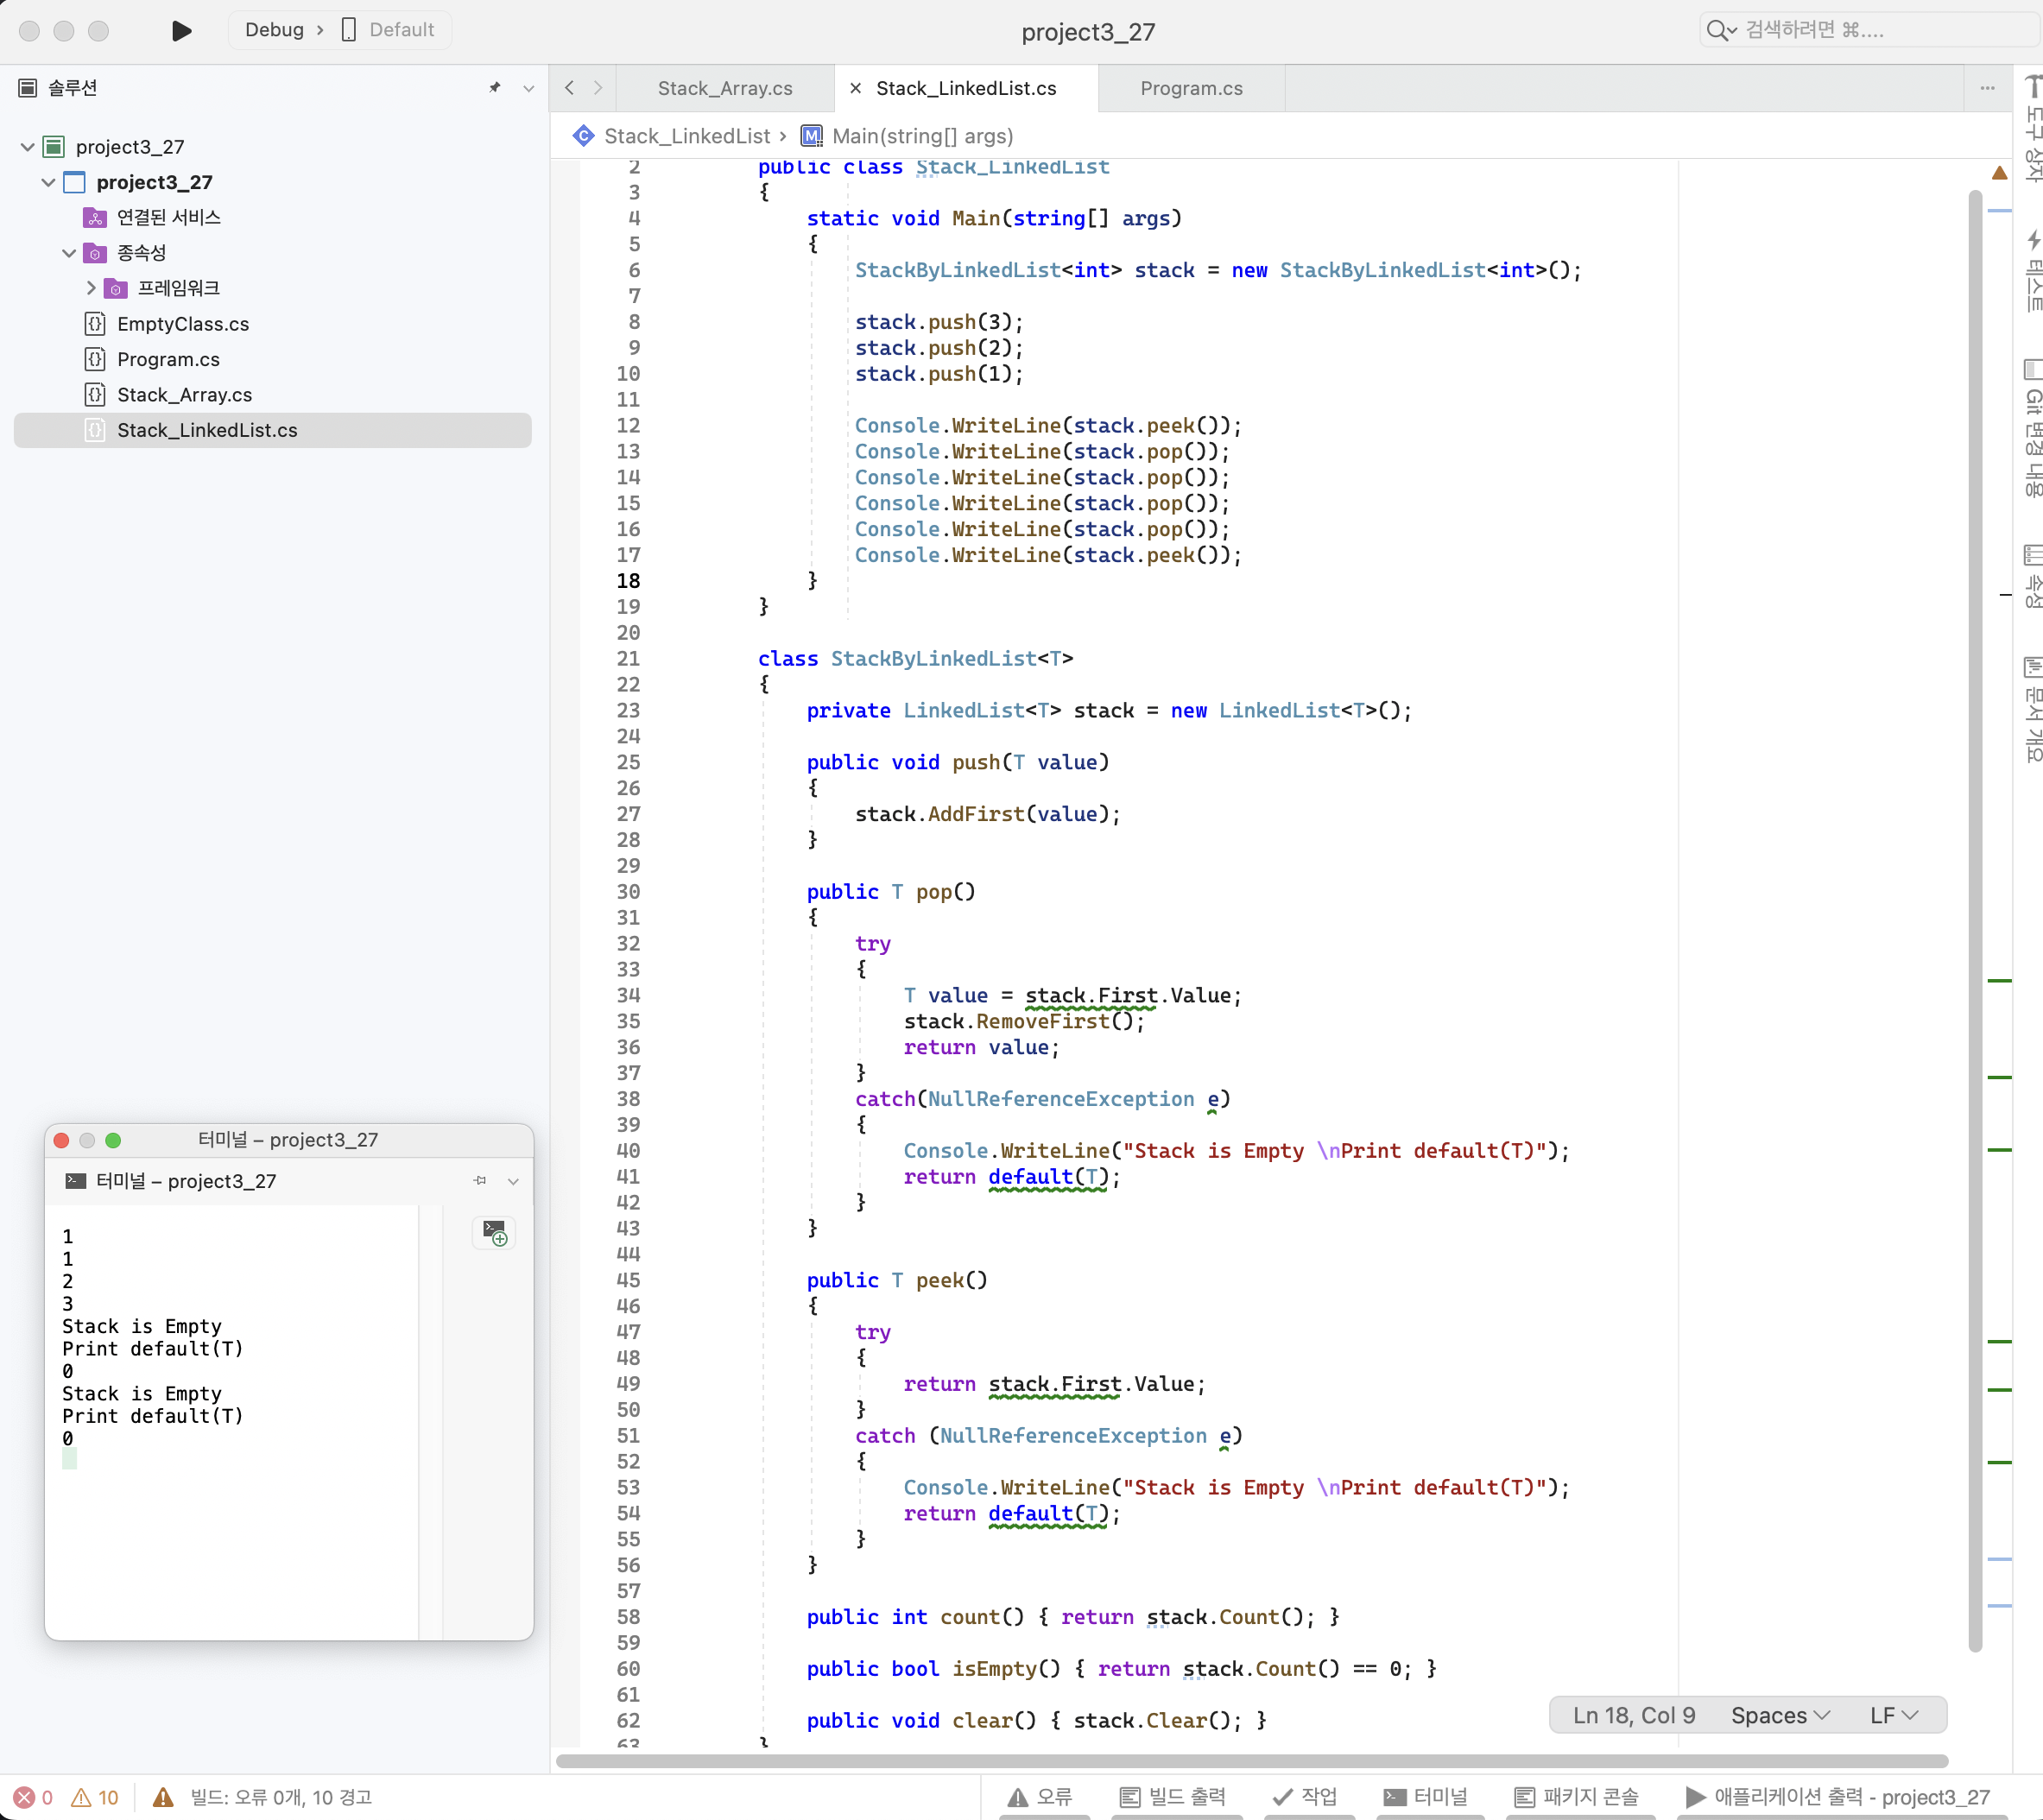 Debug > Default
project3_27
검색하려면 ⌘....
솔루션
project3_27
project3_27
연결된 서비스
종속성
프레임워크
EmptyClass.cs
Program.cs
Stack_Array.cs
Stack_LinkedList.cs
Stack_Array.cs
Stack_LinkedList.cs
Program.cs
Stack_LinkedList > Main(string[] args)
2 public class Stack_LinkedList
3 {
4 static void Main(string[] args)
5 {
6 StackByLinkedList<int> stack = new StackByLinkedList<int>();
7
8 stack.push(3);
9 stack.push(2);
10 stack.push(1);
11
12 Console.WriteLine(stack.peek());
13 Console.WriteLine(stack.pop());
14 Console.WriteLine(stack.pop());
15 Console.WriteLine(stack.pop());
16 Console.WriteLine(stack.pop());
17 Console.WriteLine(stack.peek());
18 }
19 }
20
21 class StackByLinkedList<T>
22 {
23 private LinkedList<T> stack = new LinkedList<T>();
24
25 public void push(T value)
26 {
27 stack.AddFirst(value);
28 }
29
30 public T pop()
31 {
32 try
33 {
34 T value = stack.First.Value;
35 stack.RemoveFirst();
36 return value;
37 }
38 catch(NullReferenceException e)
39 {
40 Console.WriteLine("Stack is Empty \nPrint default(T)");
41 return default(T);
42 }
43 }
44
45 public T peek()
46 {
47 try
48 {
49 return stack.First.Value;
50 }
51 catch (NullReferenceException e)
52 {
53 Console.WriteLine("Stack is Empty \nPrint default(T)");
54 return default(T);
55 }
56 }
57
58 public int count() { return stack.Count(); }
59
60 public bool isEmpty() { return stack.Count() == 0; }
61
62 public void clear() { stack.Clear(); }
63 }
도구 상자
테스트
Git 변경 내용
속성
문서 개요
터미널 – project3_27
터미널 – project3_27
1
1
2
3
Stack is Empty
Print default(T)
0
Stack is Empty
Print default(T)
0
Ln 18, Col 9 Spaces LF
0 10 빌드: 오류 0개, 10 경고
오류 빌드 출력 작업 터미널 패키지 콘솔 애플리케이션 출력 - project3_27